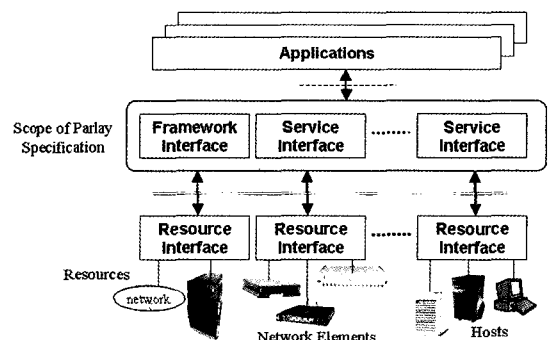 Applications
Scope of Parlay
Specification
Framework
Interface
Service
Interface
Service
Interface
Resource
Interface
Resource
Interface
Resource
Interface
Resources
network
Network Elements
Hosts